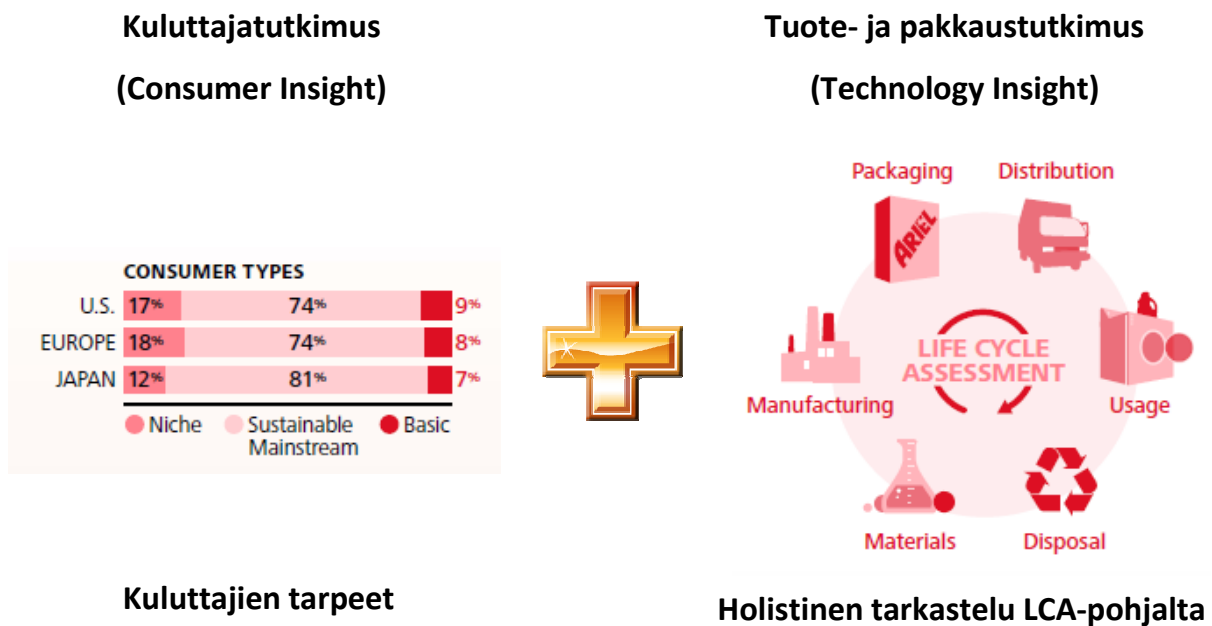 Kuluttajatutkimus
(Consumer Insight)
CONSUMER TYPES
U.S. 17% 74% 9%
EUROPE 18% 74% 8%
JAPAN 12% 81% 7%
Niche Sustainable Basic
Mainstream
Kuluttajien tarpeet
Tuote- ja pakkaustutkimus
(Technology Insight)
Packaging Distribution
ARIEL
LIFE CYCLE
ASSESSMENT
Manufacturing Usage
Materials Disposal
Holistinen tarkastelu LCA-pohjalta